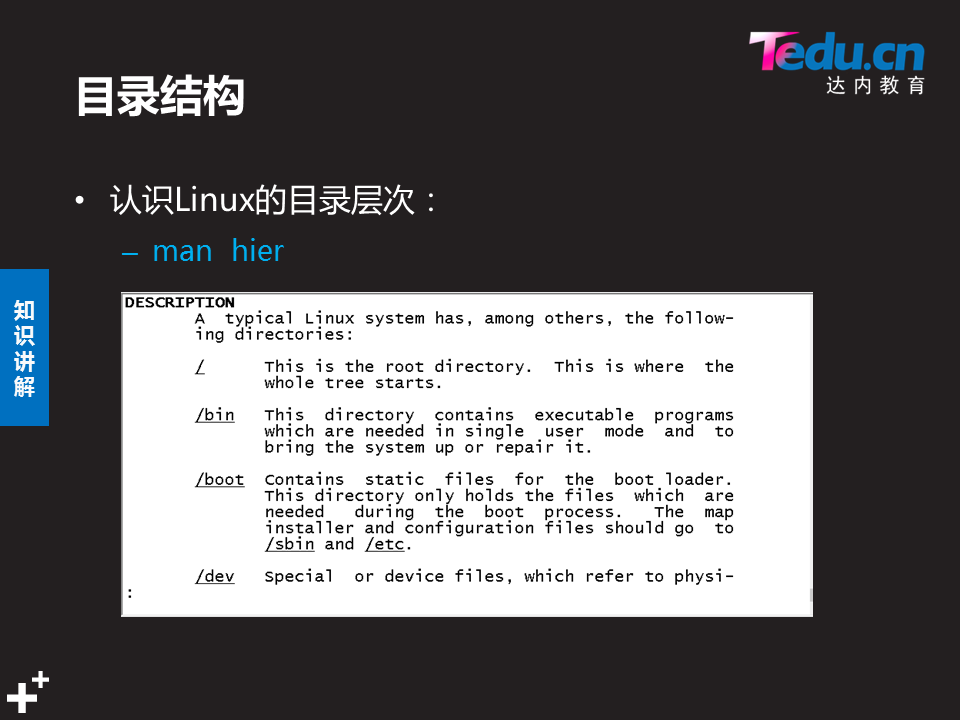 Tedu.cn
达内教育
目录结构
• 认识Linux的目录层次：
– man hier
知识讲解
DESCRIPTION
A typical Linux system has, among others, the follow-
ing directories:
/ This is the root directory. This is where the
whole tree starts.
/bin This directory contains executable programs
which are needed in single user mode and to
bring the system up or repair it.
/boot Contains static files for the boot loader.
This directory only holds the files which are
needed during the boot process. The map
installer and configuration files should go to
/sbin and /etc.
/dev Special or device files, which refer to physi-
: